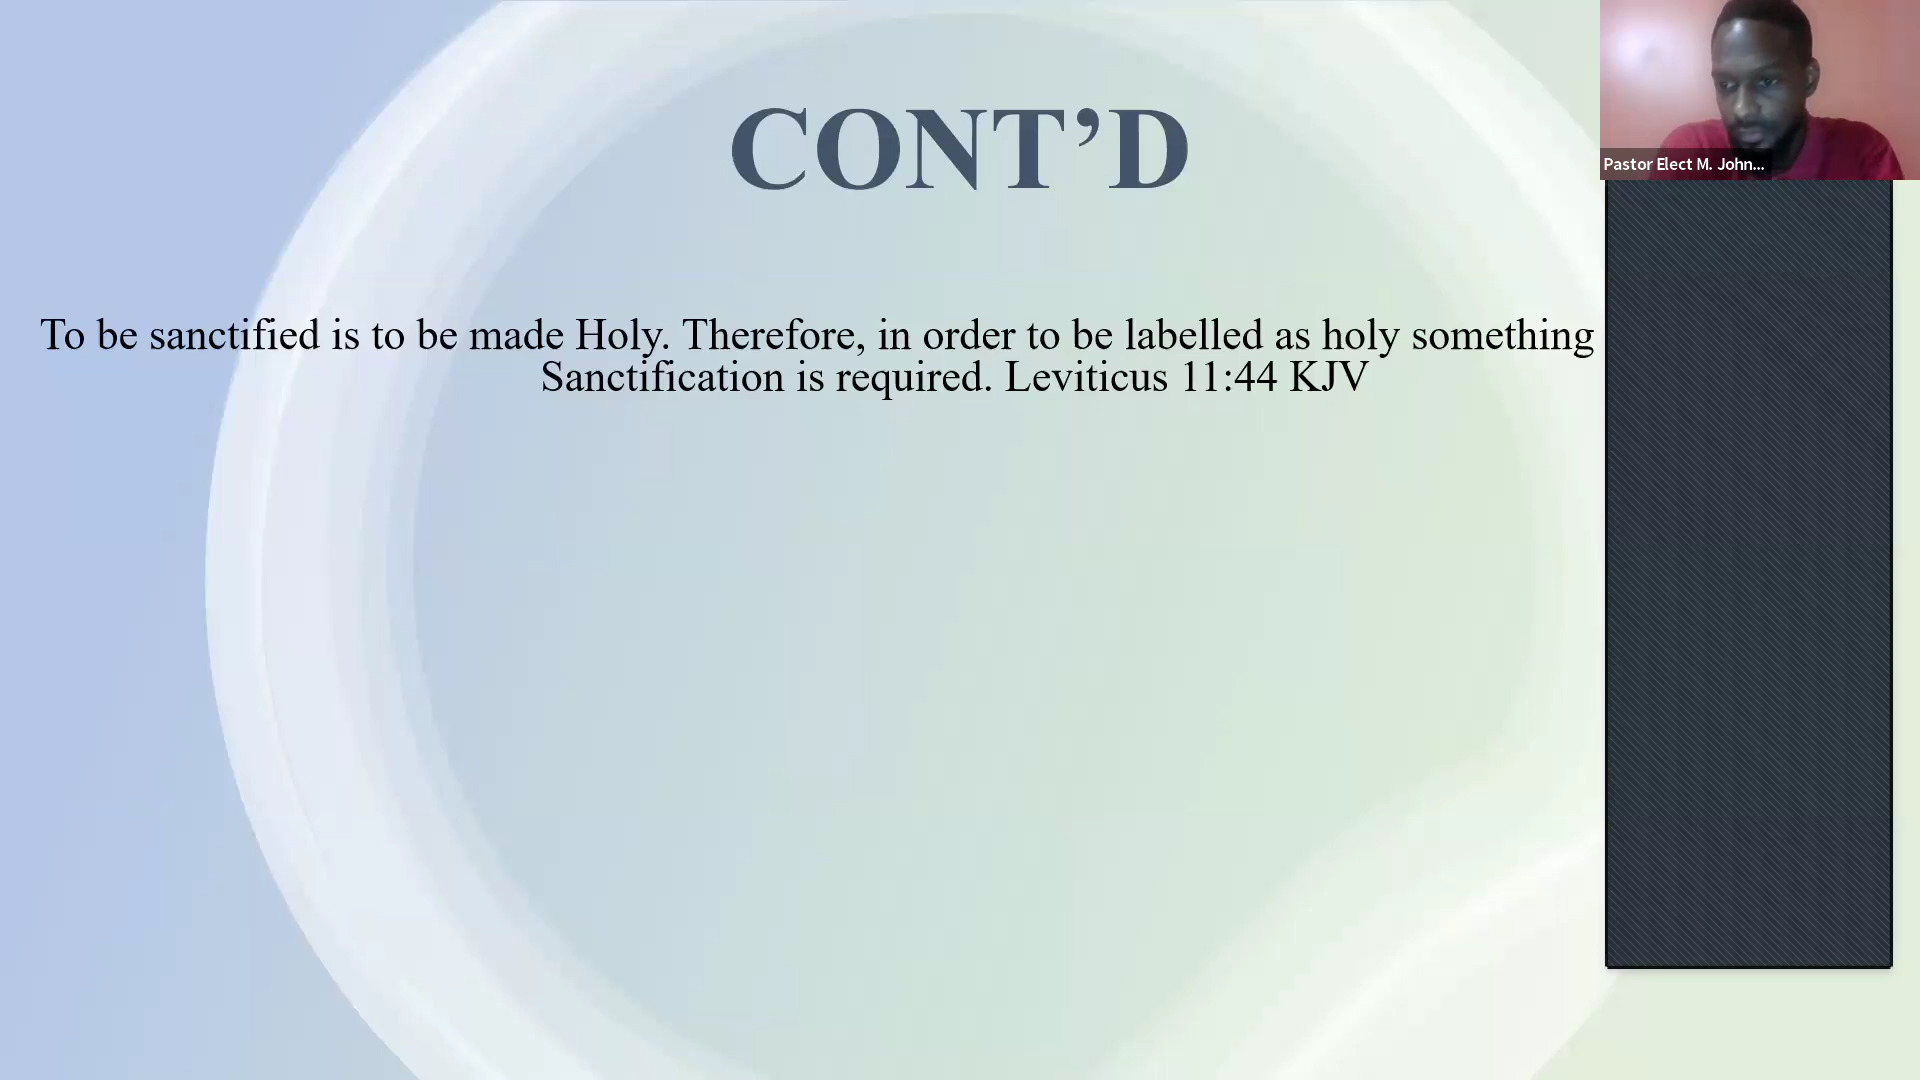 CONT’D
To be sanctified is to be made Holy. Therefore, in order to be labelled as holy something
Sanctification is required. Leviticus 11:44 KJV
Pastor Elect M. John...